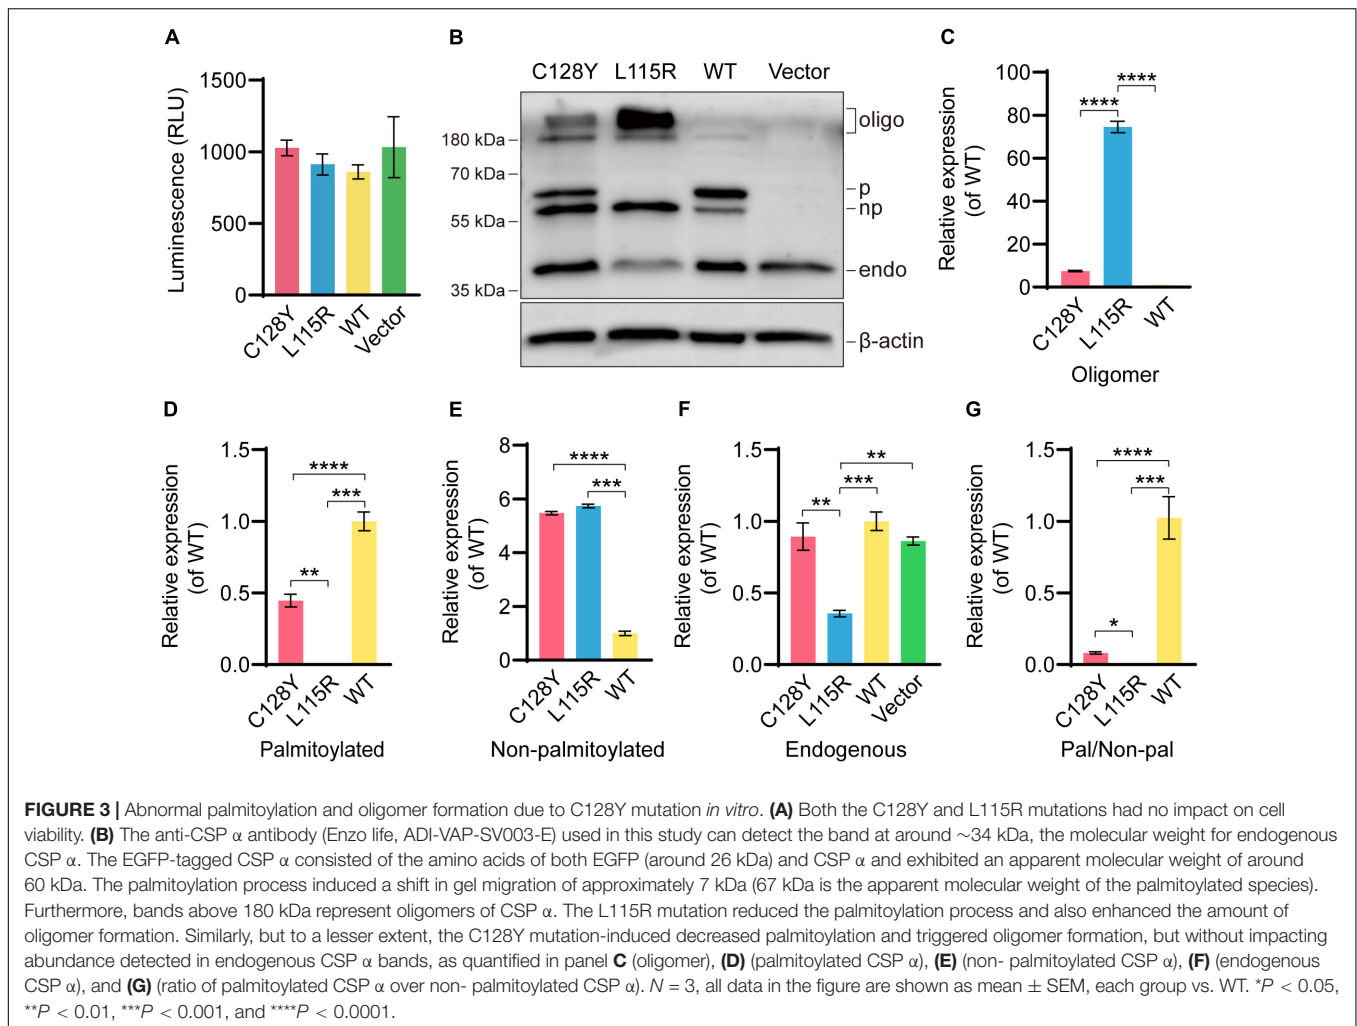 A
Luminescence (RLU)
1500
1000
500
0
C128Y
L115R
WT
Vector
B
C128Y L115R WT Vector
180 kDa
70 kDa
55 kDa
35 kDa
oligo
p
np
endo
β-actin
C
Relative expression
(of WT)
100
80
60
40
20
0
****
****
C128Y
L115R
WT
Oligomer
D
Relative expression
(of WT)
1.5
1.0
0.5
0.0
****
***
**
C128Y
L115R
WT
Palmitoylated
E
Relative expression
(of WT)
8
6
4
2
0
****
***
C128Y
L115R
WT
Non-palmitoylated
F
Relative expression
(of WT)
1.5
1.0
0.5
0.0
**
***
**
C128Y
L115R
WT
Vector
Endogenous
G
Relative expression
(of WT)
1.5
1.0
0.5
0.0
****
***
*
C128Y
L115R
WT
Pal/Non-pal
FIGURE 3 | Abnormal palmitoylation and oligomer formation due to C128Y mutation in vitro. (A) Both the C128Y and L115R mutations had no impact on cell
viability. (B) The anti-CSP α antibody (Enzo life, ADI-VAP-SV003-E) used in this study can detect the band at around ∼34 kDa, the molecular weight for endogenous
CSP α. The EGFP-tagged CSP α consisted of the amino acids of both EGFP (around 26 kDa) and CSP α and exhibited an apparent molecular weight of around
60 kDa. The palmitoylation process induced a shift in gel migration of approximately 7 kDa (67 kDa is the apparent molecular weight of the palmitoylated species).
Furthermore, bands above 180 kDa represent oligomers of CSP α. The L115R mutation reduced the palmitoylation process and also enhanced the amount of
oligomer formation. Similarly, but to a lesser extent, the C128Y mutation-induced decreased palmitoylation and triggered oligomer formation, but without impacting
abundance detected in endogenous CSP α bands, as quantified in panel C (oligomer), (D) (palmitoylated CSP α), (E) (non- palmitoylated CSP α), (F) (endogenous
CSP α), and (G) (ratio of palmitoylated CSP α over non- palmitoylated CSP α). N = 3, all data in the figure are shown as mean ± SEM, each group vs. WT. *P < 0.05,
**P < 0.01, ***P < 0.001, and ****P < 0.0001.